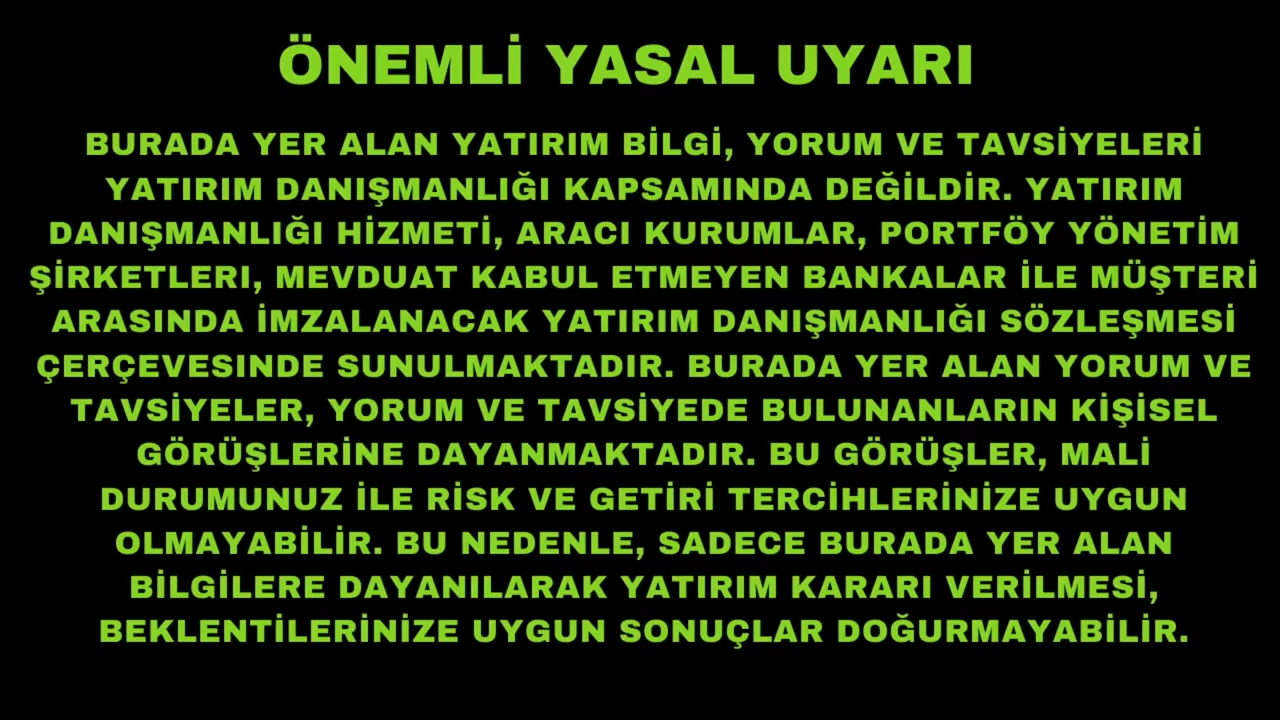 ÖNEMLİ YASAL UYARI
BURADA YER ALAN YATIRIM BİLGİ, YORUM VE TAVSİYELERİ
YATIRIM DANIŞMANLIĞI KAPSAMINDA DEĞİLDİR. YATIRIM
DANIŞMANLIĞI HİZMETİ, ARACI KURUMLAR, PORTFÖY YÖNETİM
ŞİRKETLERI, MEVDUAT KABUL ETMEYEN BANKALAR İLE MÜŞTERİ
ARASINDA İMZALANACAK YATIRIM DANIŞMANLIĞI SÖZLEŞMESİ
ÇERÇEVESINDE SUNULMAKTADIR. BURADA YER ALAN YORUM VE
TAVSİYELER, YORUM VE TAVSİYEDE BULUNANLARIN KİŞİSEL
GÖRÜŞLERİNE DAYANMAKTADIR. BU GÖRÜŞLER, MALİ
DURUMUNUZ İLE RİSK VE GETİRİ TERCİHLERİNİZE UYGUN
OLMAYABİLİR. BU NEDENLE, SADECE BURADA YER ALAN
BİLGİLERE DAYANILARAK YATIRIM KARARI VERİLMESİ,
BEKLENTİLERİNİZE UYGUN SONUÇLAR DOĞURMAYABİLİR.